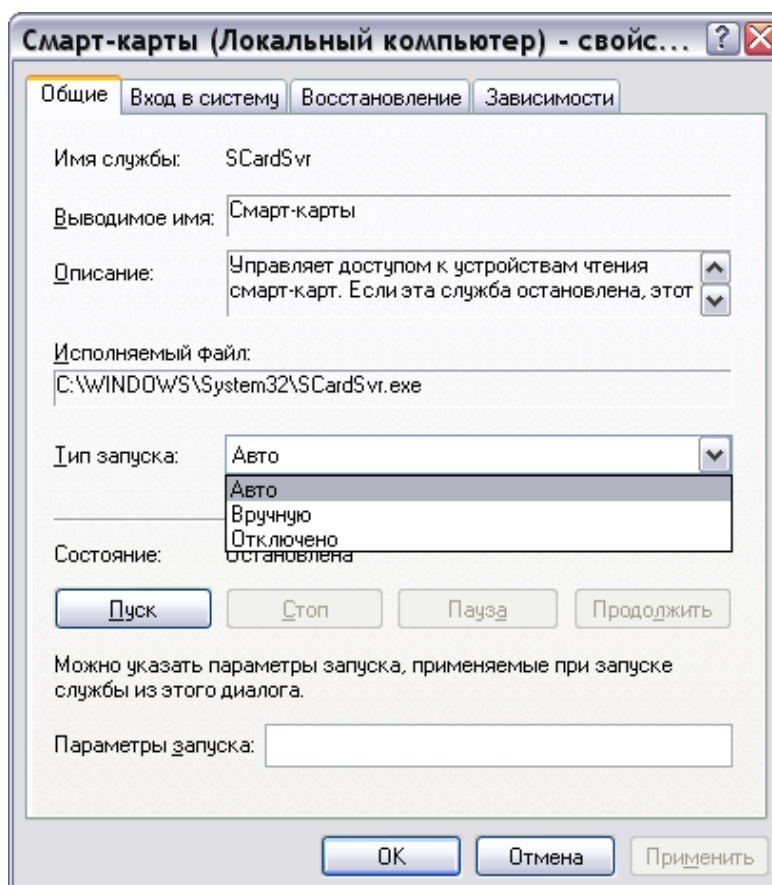 Смарт-карты (Локальный компьютер) - свойс...
Общие Вход в систему Восстановление Зависимости
Имя службы: SCardSvr
Выводимое имя: Смарт-карты
Описание: Управляет доступом к устройствам чтения
смарт-карт. Если эта служба остановлена, этот
Исполняемый файл:
C:\WINDOWS\System32\SCardSvr.exe
Тип запуска: Авто
Авто
Вручную
Отключено
Состояние: Остановлена
Пуск Стоп Пауза Продолжить
Можно указать параметры запуска, применяемые при запуске
службы из этого диалога.
Параметры запуска:
OK Отмена Применить